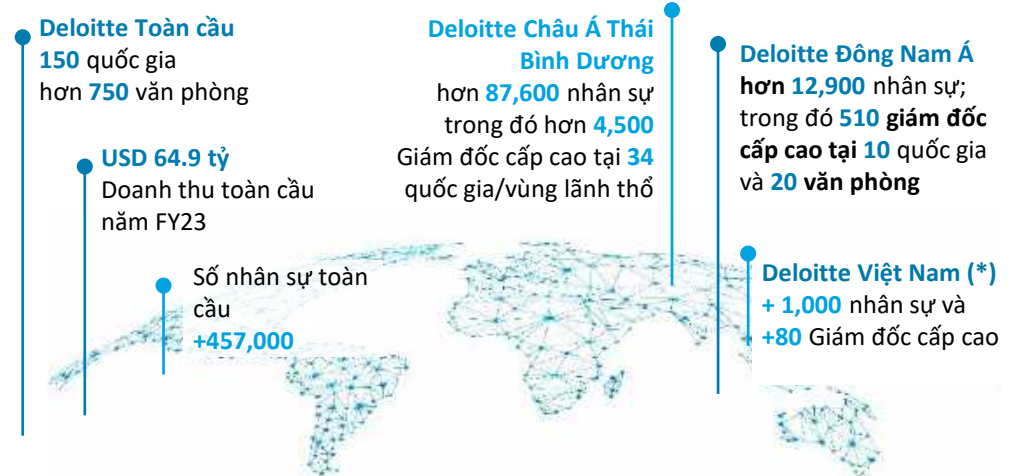 Deloitte Toàn cầu
150 quốc gia
hơn 750 văn phòng
USD 64.9 tỷ
Doanh thu toàn cầu
năm FY23
Số nhân sự toàn
cầu
+457,000
Deloitte Châu Á Thái
Bình Dương
hơn 87,600 nhân sự
trong đó hơn 4,500
Giám đốc cấp cao tại 34
quốc gia/vùng lãnh thổ
Deloitte Đông Nam Á
hơn 12,900 nhân sự;
trong đó 510 giám đốc
cấp cao tại 10 quốc gia
và 20 văn phòng
Deloitte Việt Nam (*)
+ 1,000 nhân sự và
+80 Giám đốc cấp cao